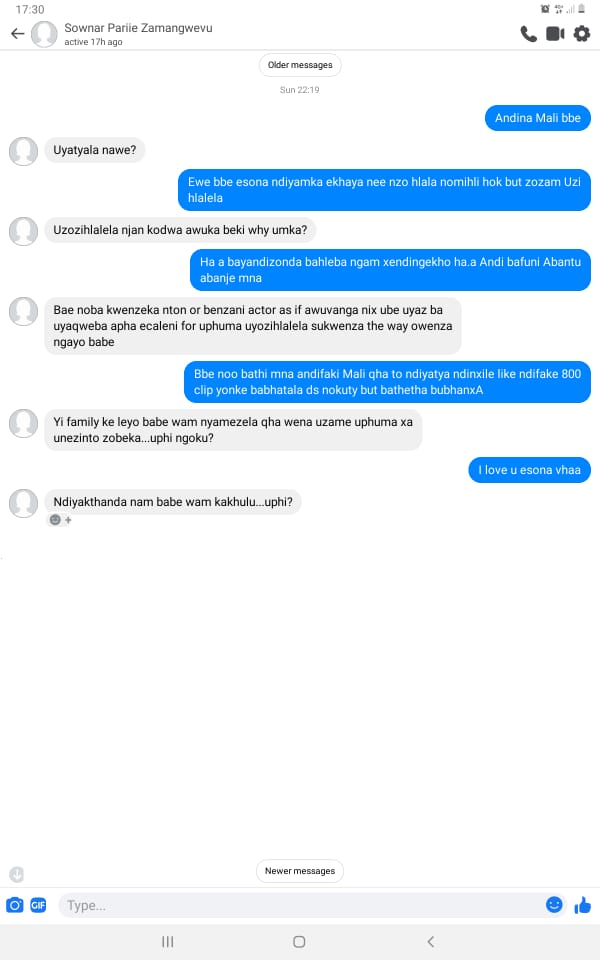 17:30
Sownar Pariie Zamangwevu
active 17h ago
Older messages
Sun 22:19
Andina Mali bbe
Uyatyala nawe?
Ewe bbe esona ndiyamka ekhaya nee nzo hlala nomihli hok but zozam Uzi
hlalela
Uzozihlalela njan kodwa awuka beki why umka?
Ha a bayandizonda bahleba ngam xendingekho ha.a Andi bafuni Abantu
abanje mna
Bae noba kwenzeka nton or benzani actor as if awuvanga nix ube uyaz ba
uyaqweba apha ecaleni for uphuma uyozihlalela sukwenza the way owenza
ngayo babe
Bbe noo bathi mna andifaki Mali qha to ndiyatya ndinxile like ndifake 800
clip yonke babhatala ds nokuty but bathetha bubhanxA
Yi family ke leyo babe wam nyamezela qha wena uzame uphuma xa
unezinto zobeka...uphi ngoku?
I love u esona vhaa
Ndiyakthanda nam babe wam kakhulu...uphi?
Newer messages
GIF
Type...